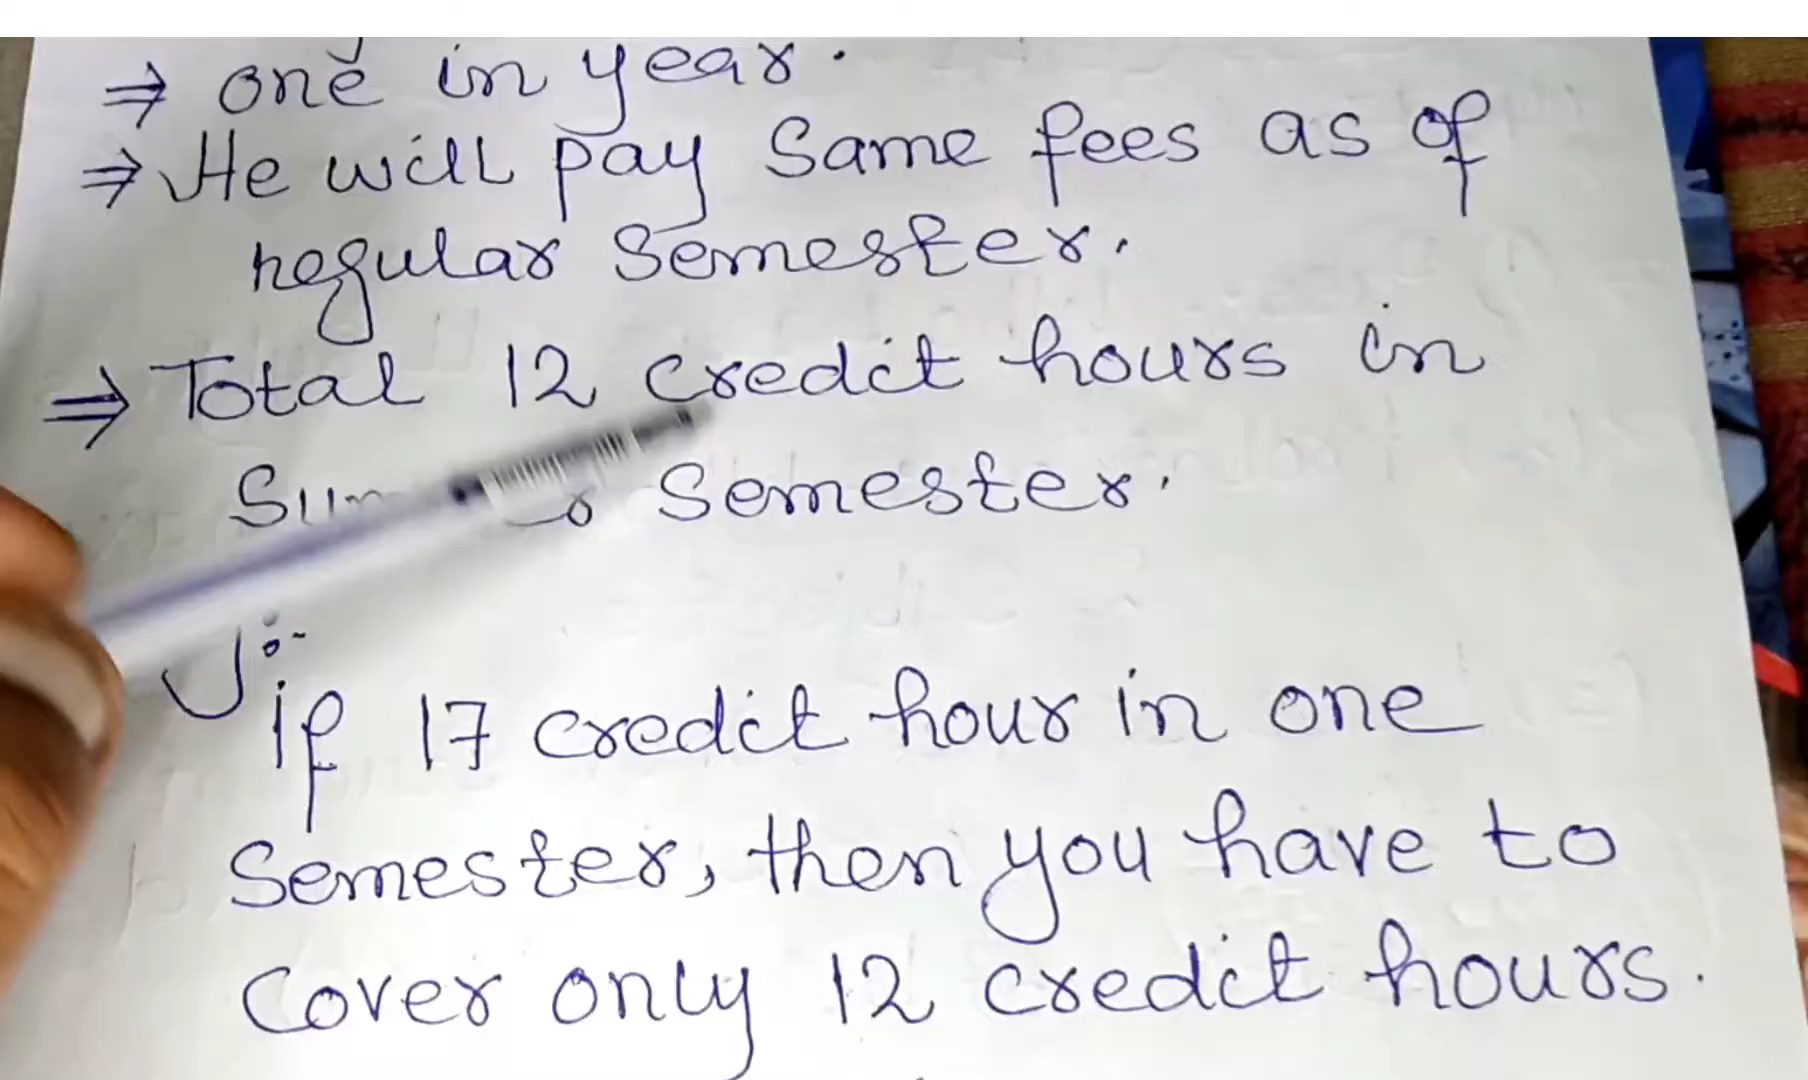 ⇒ one in year.
⇒ He will pay Same fees as of
regular Semester.
⇒ Total 12 credit hours in
Semester.
if 17 credit hour in one
Semester, then you have to
Cover only 12 credit hours.